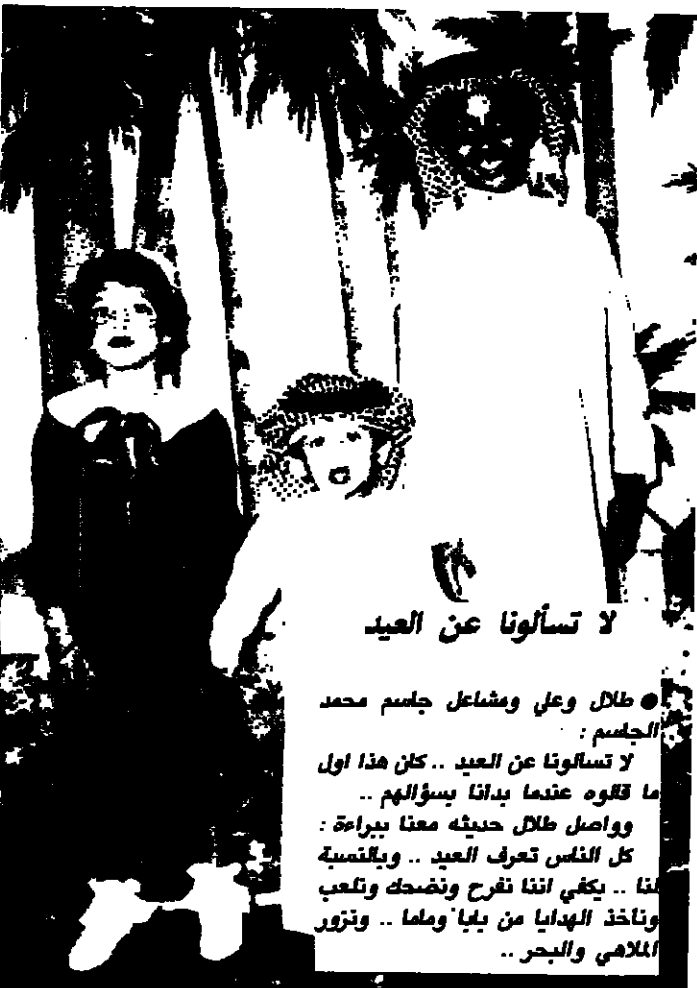 لا تسألونا عن العيد
● طلال وعلي ومشاعل جاسم محمد
الجاسم :
لا تسالونا عن العيد .. كان هذا اول
ما قالوه عندما بدانا بسؤالهم ..
وواصل طلال حديثه معنا ببراءة :
كل الناس تعرف العيد .. وبالنسبة
لنا .. يكفي اننا نفرح ونضحك ونلعب
وناخذ الهدايا من بابا وماما .. ونزور
الملاهي والبحر ..